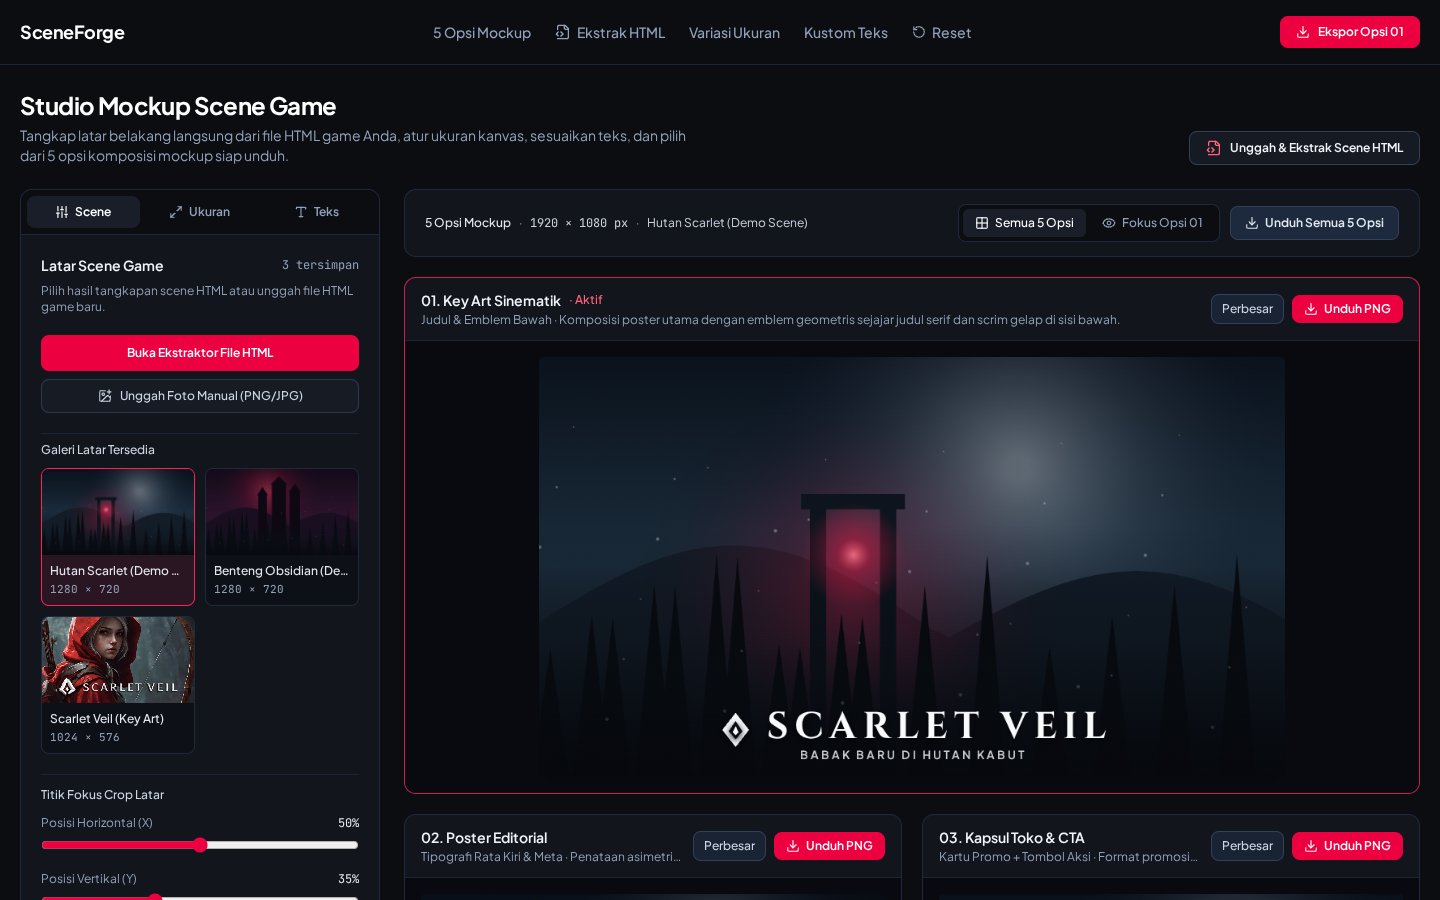 SceneForge
5 Opsi Mockup
Ekstrak HTML
Variasi Ukuran
Kustom Teks
Reset
Ekspor Opsi 01
Studio Mockup Scene Game
Tangkap latar belakang langsung dari file HTML game Anda, atur ukuran kanvas, sesuaikan teks, dan pilih
dari 5 opsi komposisi mockup siap unduh.
Unggah & Ekstrak Scene HTML
Scene
Ukuran
Teks
Latar Scene Game
3 tersimpan
Pilih hasil tangkapan scene HTML atau unggah file HTML
game baru.
Buka Ekstraktor File HTML
Unggah Foto Manual (PNG/JPG)
Galeri Latar Tersedia
Hutan Scarlet (Demo ...
1280 × 720
Benteng Obsidian (De...
1280 × 720
SCARLET VEIL
Scarlet Veil (Key Art)
1024 × 576
Titik Fokus Crop Latar
Posisi Horizontal (X)
50%
Posisi Vertikal (Y)
35%
5 Opsi Mockup · 1920 × 1080 px · Hutan Scarlet (Demo Scene)
Semua 5 Opsi
Fokus Opsi 01
Unduh Semua 5 Opsi
01. Key Art Sinematik · Aktif
Judul & Emblem Bawah · Komposisi poster utama dengan emblem geometris sejajar judul serif dan scrim gelap di sisi bawah.
Perbesar
Unduh PNG
SCARLET VEIL
BABAK BARU DI HUTAN KABUT
02. Poster Editorial
Tipografi Rata Kiri & Meta · Penataan asimetri...
Perbesar
Unduh PNG
03. Kapsul Toko & CTA
Kartu Promo + Tombol Aksi · Format promosi...
Perbesar
Unduh PNG